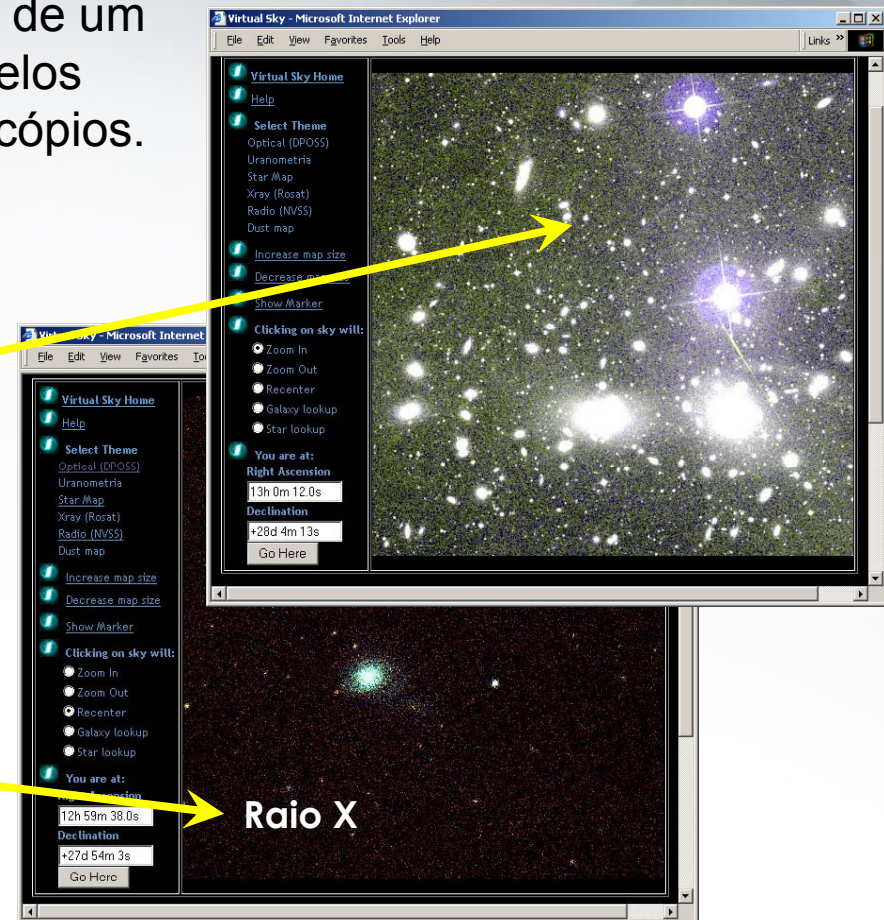 de um
elos
cópios.
Virtual Sky - Microsoft Internet Explorer
File Edit View Favorites Tools Help
Links »
Virtual Sky Home
Help
Select Theme
Optical (DPOSS)
Uranometria
Star Map
Xray (Rosat)
Radio (NVSS)
Dust map
Increase map size
Decrease
Show Marker
Clicking on sky will:
Zoom In
Zoom Out
Recenter
Galaxy lookup
Star lookup
You are at:
Right Ascension
13h 0m 12.0s
Declination
+28d 4m 13s
Go Here
Microsoft Internet
File Edit View Favorites
Virtual Sky Home
Help
Select Theme
Optical (DPOSS)
Uranometria
Star Map
Xray (Rosat)
Radio (NVSS)
Dust map
Increase map size
Decrease map size
Show Marker
Clicking on sky will:
Zoom In
Zoom Out
Recenter
Galaxy lookup
Star lookup
You are at:
12h 59m 38.0s
Declination
+27d 54m 3s
Go Here
Raio X